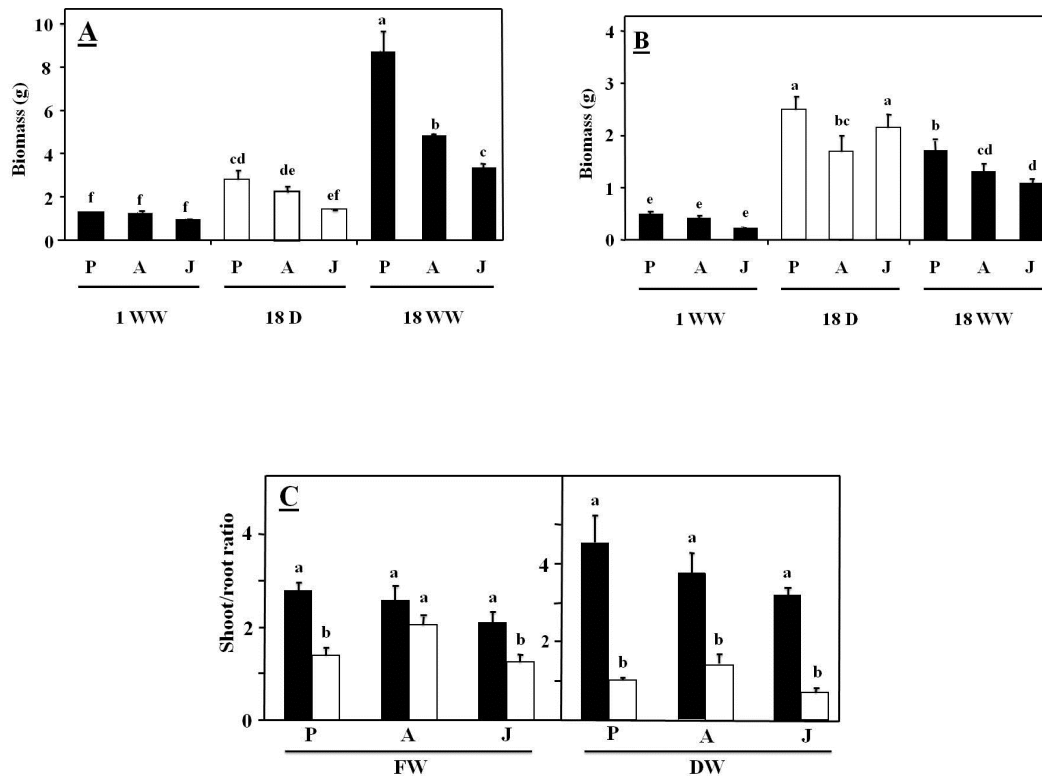 A
Biomass (g)
10
8
6
4
2
0
f
f
f
cd
de
ef
a
b
c
P A J P A J P A J
1 WW 18 D 18 WW
B
Biomass (g)
4
3
2
1
0
e
e
e
a
bc
a
b
cd
d
P A J P A J P A J
1 WW 18 D 18 WW
C
Shoot/root ratio
4
2
0
a
b
a
a
a
b
4
2
a
b
a
b
a
b
P A J P A J
FW DW